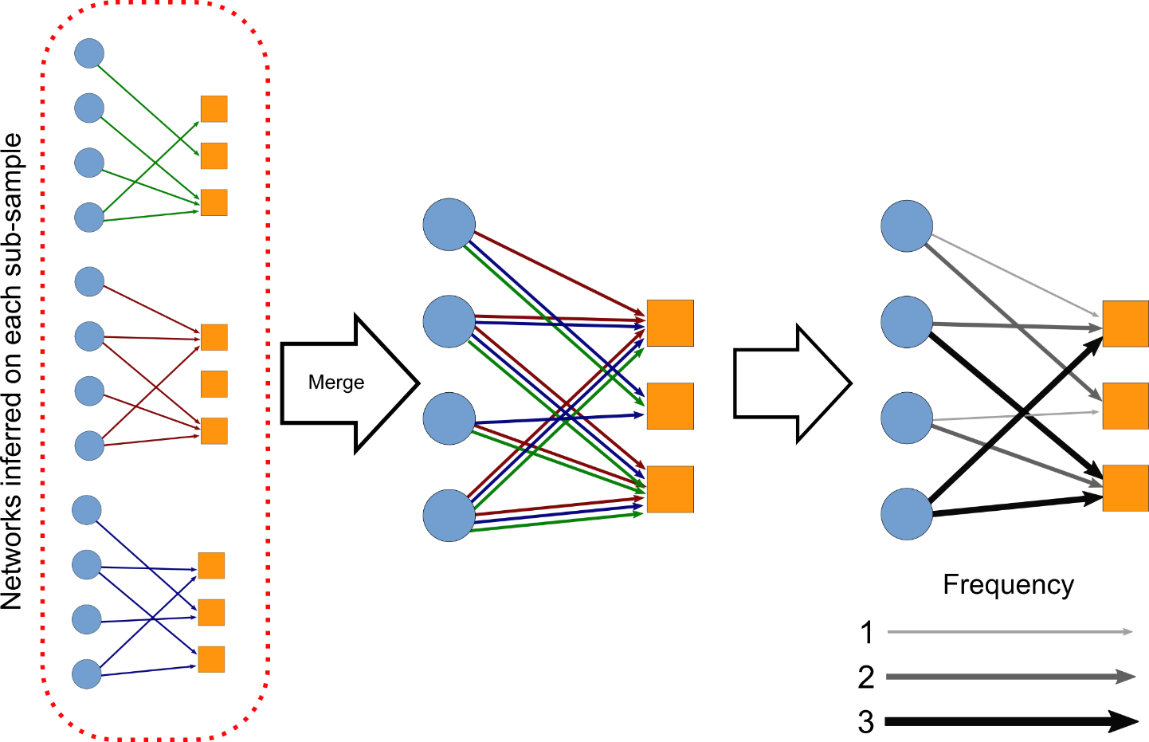 Networks inferred on each sub-sample
Merge
Frequency
1
2
3